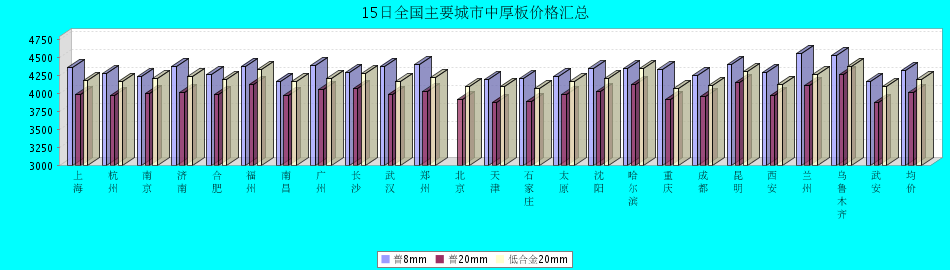 15日全国主要城市中厚板价格汇总
4750
4500
4250
4000
3750
3500
3250
3000
上海
杭州
南京
济南
合肥
福州
南昌
广州
长沙
武汉
郑州
北京
天津
石家庄
太原
沈阳
哈尔滨
重庆
成都
昆明
西安
兰州
乌鲁木齐
武安
均价
普8mm 普20mm 低合金20mm